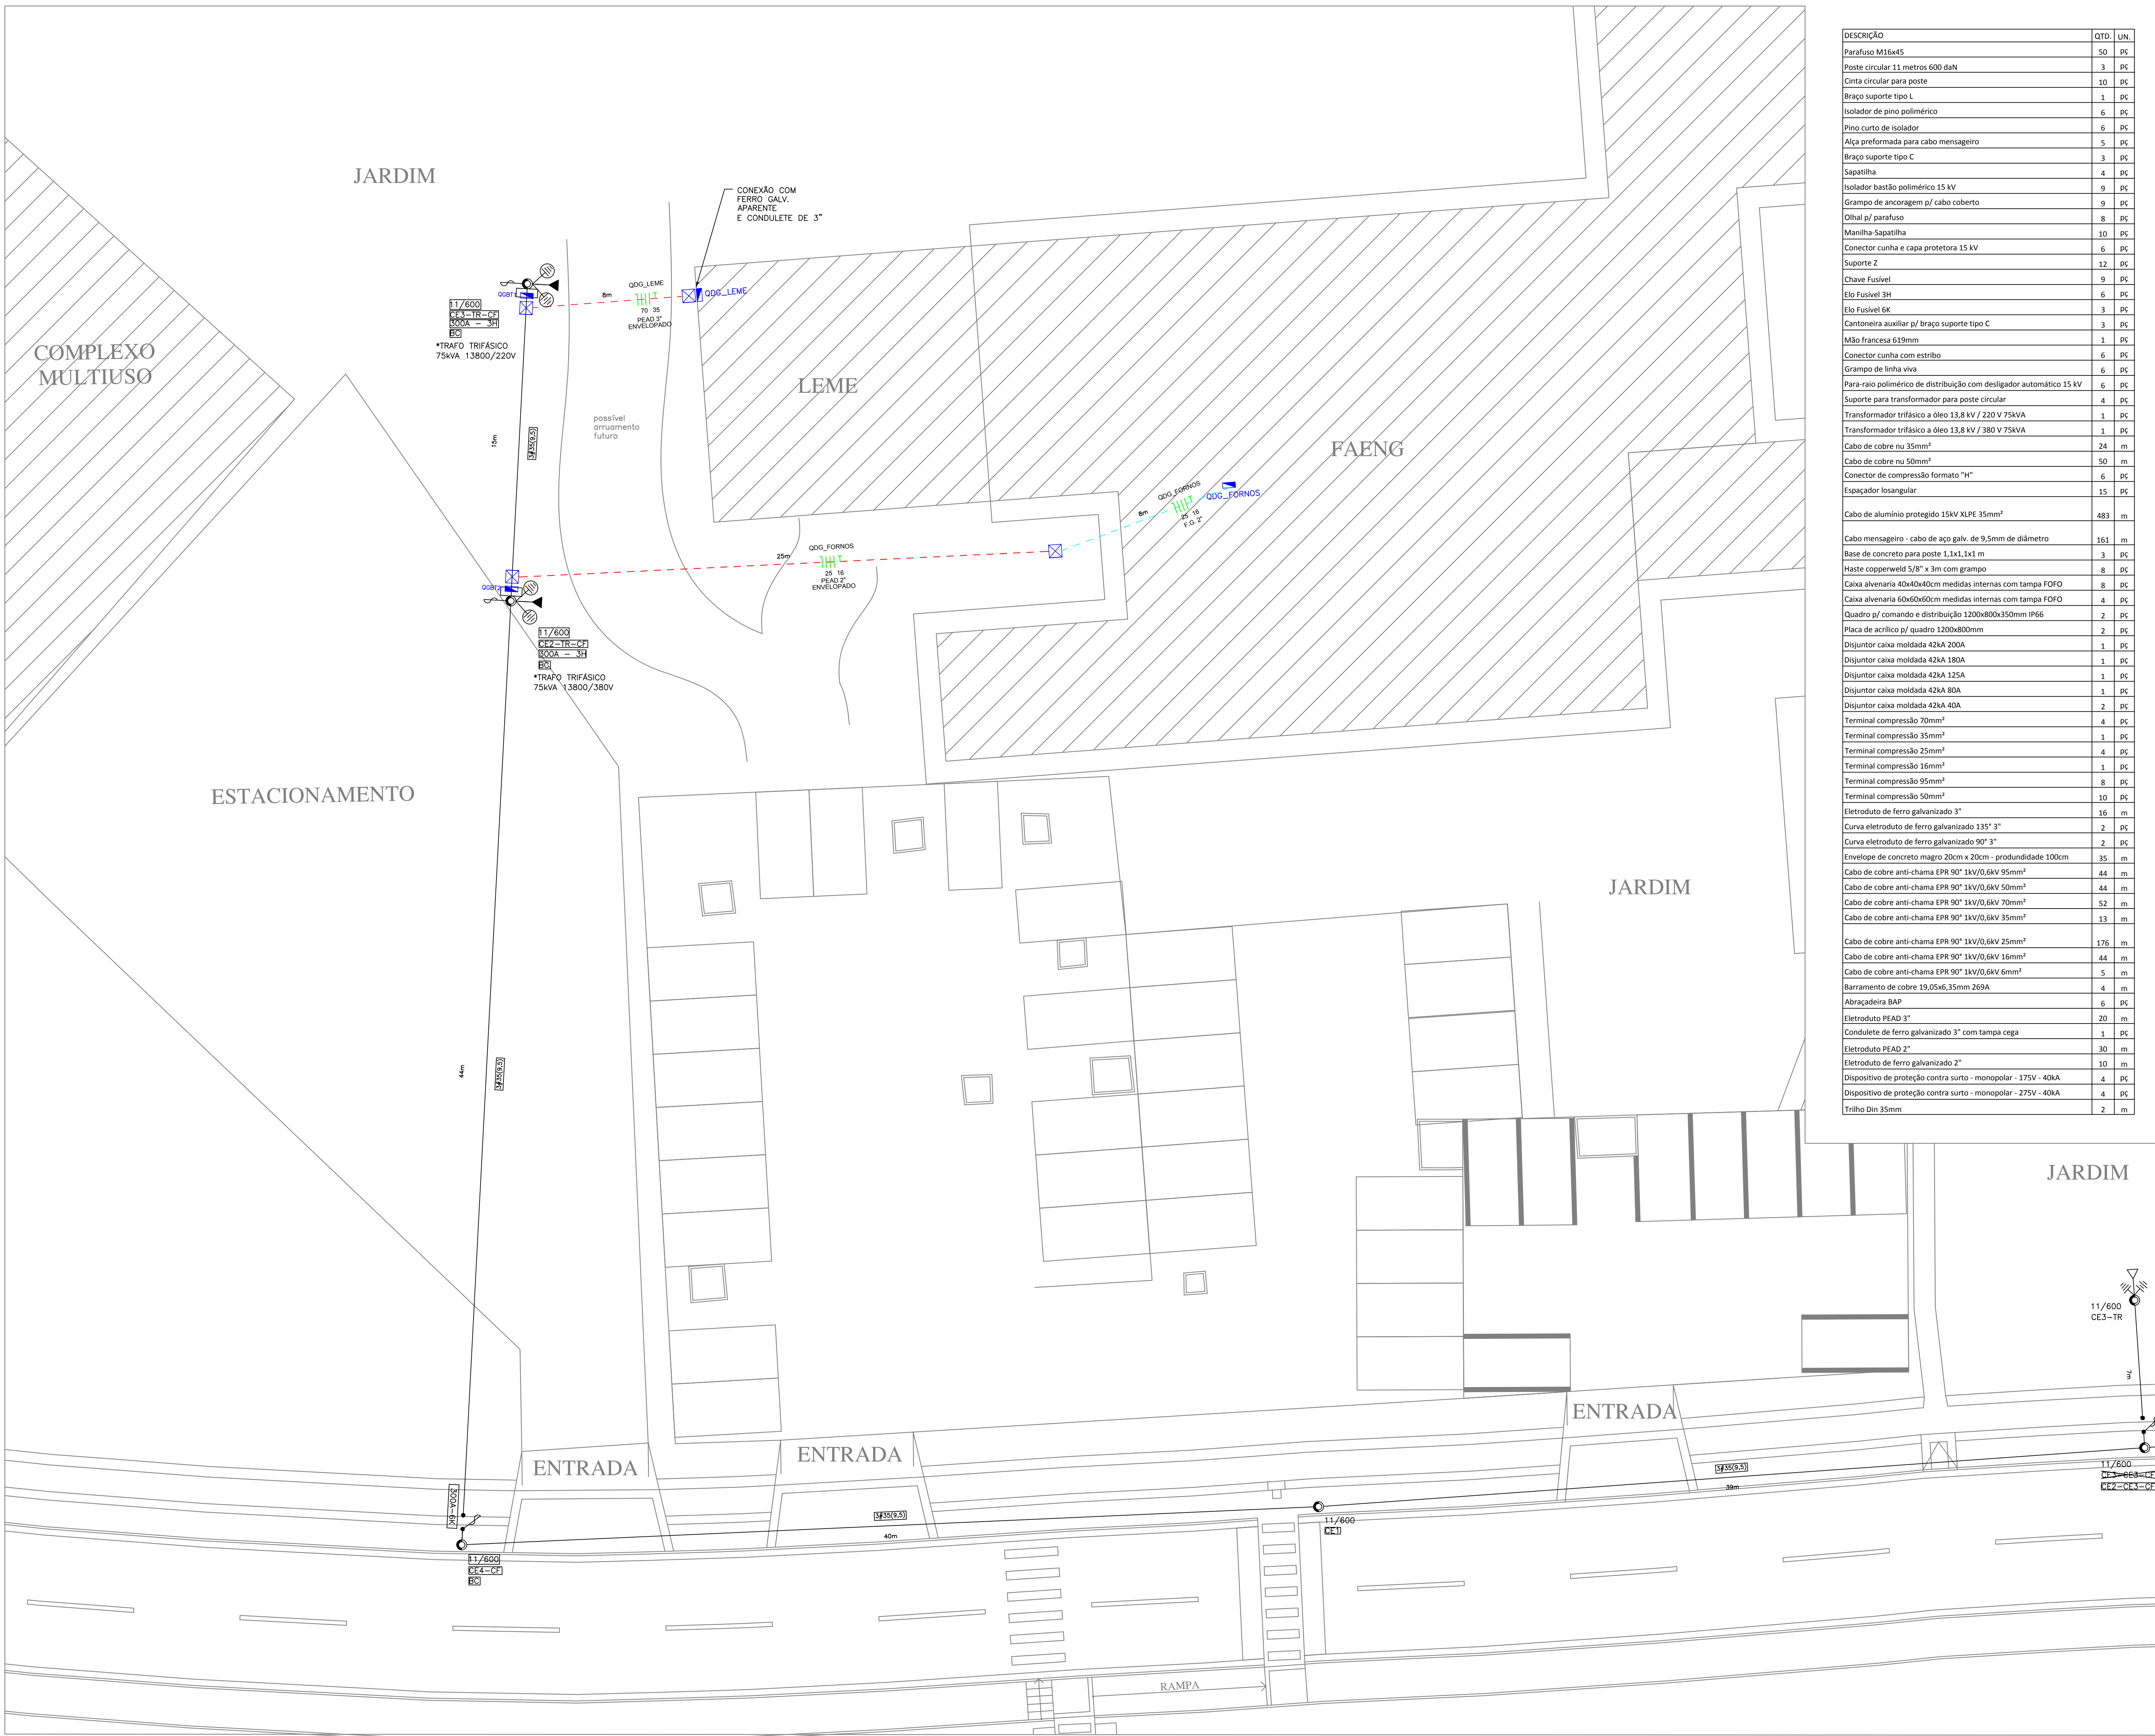 JARDIM
COMPLEXO
MULTIUSO
11/600
CE3-TR-CF
300A - 3H
BC
*TRAFO TRIFÁSICO
75kVA 13800/220V
QGBT1
8m
QDG_LEME
70 35
PEAD 3"
ENVELOPADO
QDG_LEME
CONEXÃO COM
FERRO GALV.
APARENTE
E CONDULETE DE 3"
LEME
FAENG
possível
arruamento
futuro
15m
3#35(9,5)
QGBT2
11/600
CE2-TR-CF
300A - 3H
BC
*TRAFO TRIFÁSICO
75kVA 13800/380V
25m
QDG_FORNOS
25 16
PEAD 2"
ENVELOPADO
8m
QDG_FORNOS
25 16
F.G. 2"
QDG_FORNOS
ESTACIONAMENTO
44m
3#35(9,5)
JARDIM
JARDIM
11/600
CE3-TR
7m
ENTRADA
ENTRADA
ENTRADA
300A-6K
11/600
CE4-CF
BC
3#35(9,5)
40m
11/600
CE1
3#35(9,5)
39m
11/600
CE3-CE3-CF
CE2-CE3-CF
RAMPA
DESCRIÇÃO QTD. UN.
Parafuso M16x45 50 pç
Poste circular 11 metros 600 daN 3 pç
Cinta circular para poste 10 pç
Braço suporte tipo L 1 pç
Isolador de pino polimérico 6 pç
Pino curto de isolador 6 pç
Alça preformada para cabo mensageiro 5 pç
Braço suporte tipo C 3 pç
Sapatilha 4 pç
Isolador bastão polimérico 15 kV 9 pç
Grampo de ancoragem p/ cabo coberto 9 pç
Olhal p/ parafuso 8 pç
Manilha-Sapatilha 10 pç
Conector cunha e capa protetora 15 kV 6 pç
Suporte Z 12 pç
Chave Fusível 9 pç
Elo Fusível 3H 6 pç
Elo Fusível 6K 3 pç
Cantoneira auxiliar p/ braço suporte tipo C 3 pç
Mão francesa 619mm 1 pç
Conector cunha com estribo 6 pç
Grampo de linha viva 6 pç
Para-raio polimérico de distribuição com desligador automático 15 kV 6 pç
Suporte para transformador para poste circular 4 pç
Transformador trifásico a óleo 13,8 kV / 220 V 75kVA 1 pç
Transformador trifásico a óleo 13,8 kV / 380 V 75kVA 1 pç
Cabo de cobre nu 35mm² 24 m
Cabo de cobre nu 50mm² 50 m
Conector de compressão formato "H" 6 pç
Espaçador losangular 15 pç
Cabo de alumínio protegido 15kV XLPE 35mm² 483 m
Cabo mensageiro - cabo de aço galv. de 9,5mm de diâmetro 161 m
Base de concreto para poste 1,1x1,1x1 m 3 pç
Haste copperweld 5/8" x 3m com grampo 8 pç
Caixa alvenaria 40x40x40cm medidas internas com tampa FOFO 8 pç
Caixa alvenaria 60x60x60cm medidas internas com tampa FOFO 4 pç
Quadro p/ comando e distribuição 1200x800x350mm IP66 2 pç
Placa de acrílico p/ quadro 1200x800mm 2 pç
Disjuntor caixa moldada 42kA 200A 1 pç
Disjuntor caixa moldada 42kA 180A 1 pç
Disjuntor caixa moldada 42kA 125A 1 pç
Disjuntor caixa moldada 42kA 80A 1 pç
Disjuntor caixa moldada 42kA 40A 2 pç
Terminal compressão 70mm² 4 pç
Terminal compressão 35mm² 1 pç
Terminal compressão 25mm² 4 pç
Terminal compressão 16mm² 1 pç
Terminal compressão 95mm² 8 pç
Terminal compressão 50mm² 10 pç
Eletroduto de ferro galvanizado 3" 16 m
Curva eletroduto de ferro galvanizado 135° 3" 2 pç
Curva eletroduto de ferro galvanizado 90° 3" 2 pç
Envelope de concreto magro 20cm x 20cm - produndidade 100cm 35 m
Cabo de cobre anti-chama EPR 90° 1kV/0,6kV 95mm² 44 m
Cabo de cobre anti-chama EPR 90° 1kV/0,6kV 50mm² 44 m
Cabo de cobre anti-chama EPR 90° 1kV/0,6kV 70mm² 52 m
Cabo de cobre anti-chama EPR 90° 1kV/0,6kV 35mm² 13 m
Cabo de cobre anti-chama EPR 90° 1kV/0,6kV 25mm² 176 m
Cabo de cobre anti-chama EPR 90° 1kV/0,6kV 16mm² 44 m
Cabo de cobre anti-chama EPR 90° 1kV/0,6kV 6mm² 5 m
Barramento de cobre 19,05x6,35mm 269A 4 m
Abraçadeira BAP 6 pç
Eletroduto PEAD 3" 20 m
Condulete de ferro galvanizado 3" com tampa cega 1 pç
Eletroduto PEAD 2" 30 m
Eletroduto de ferro galvanizado 2" 10 m
Dispositivo de proteção contra surto - monopolar - 175V - 40kA 4 pç
Dispositivo de proteção contra surto - monopolar - 275V - 40kA 4 pç
Trilho Din 35mm 2 m